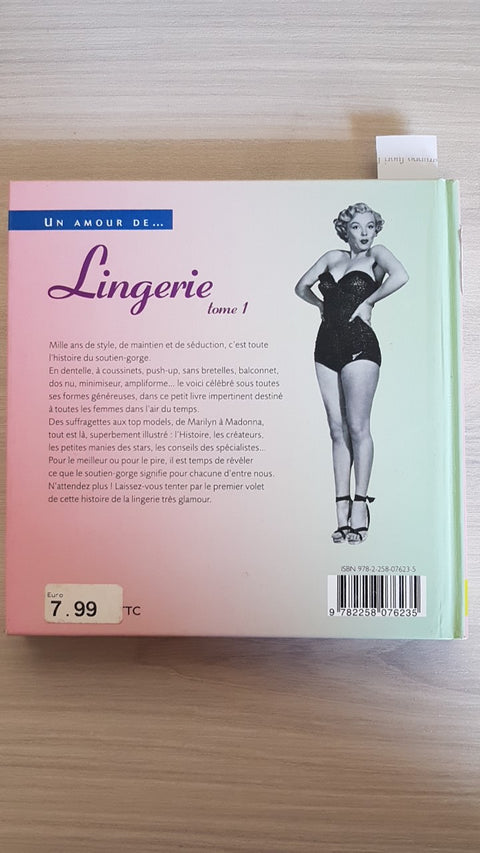 UN AMOUR DE...
Lingerie
tome 1
Mille ans de style, de maintien et de séduction, c'est toute
l'histoire du soutien-gorge.
En dentelle, à coussinets, push-up, sans bretelles, balconnet,
dos nu, minimiseur, ampliforme... le voici célébré sous toutes
ses formes généreuses, dans ce petit livre impertinent destiné
à toutes les femmes dans l'air du temps.
Des suffragettes aux top models, de Marilyn à Madonna,
tout est là, superbement illustré : l'Histoire, les créateurs,
les petites manies des stars, les conseils des spécialistes...
Pour le meilleur ou pour le pire, il est temps de révéler
ce que le soutien-gorge signifie pour chacune d'entre nous.
N'attendez plus ! Laissez-vous tenter par le premier volet
de cette histoire de la lingerie très glamour.
ISBN 978-2-258-07623-5
9 782258 076235
Euro
7.99 TC